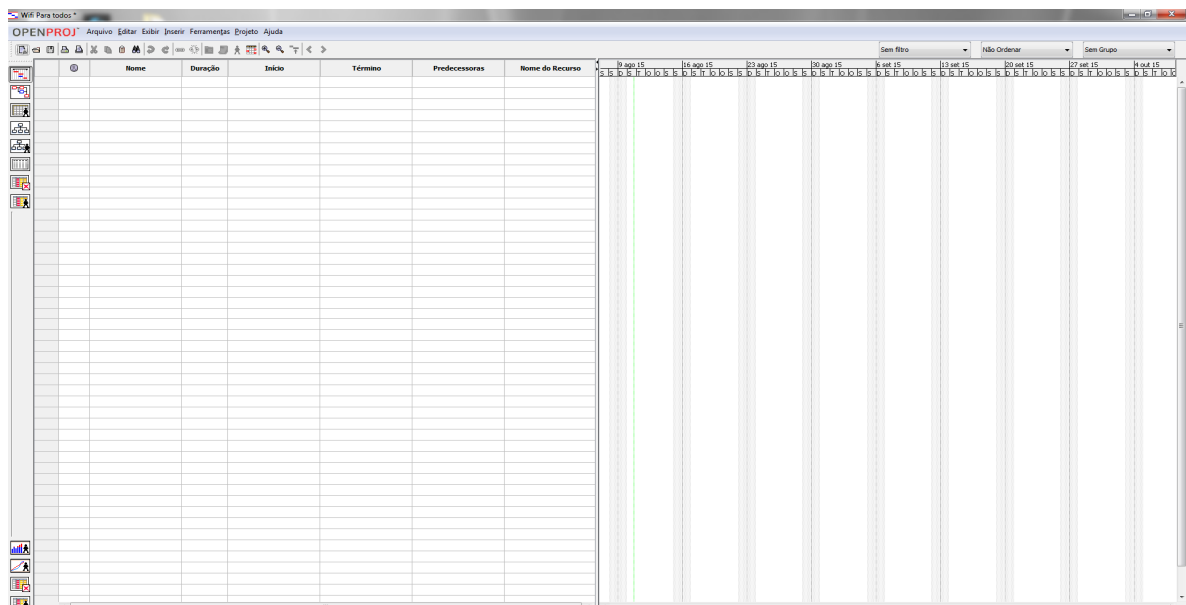 Wifi Para todos *
OPENPROJ Arquivo Editar Exibir Inserir Ferramentas Projeto Ajuda
Sem filtro Não Ordenar Sem Grupo
Nome Duração Início Término Predecessoras Nome do Recurso
9 ago 15 16 ago 15 23 ago 15 30 ago 15 6 set 15 13 set 15 20 set 15 27 set 15 4 out 15